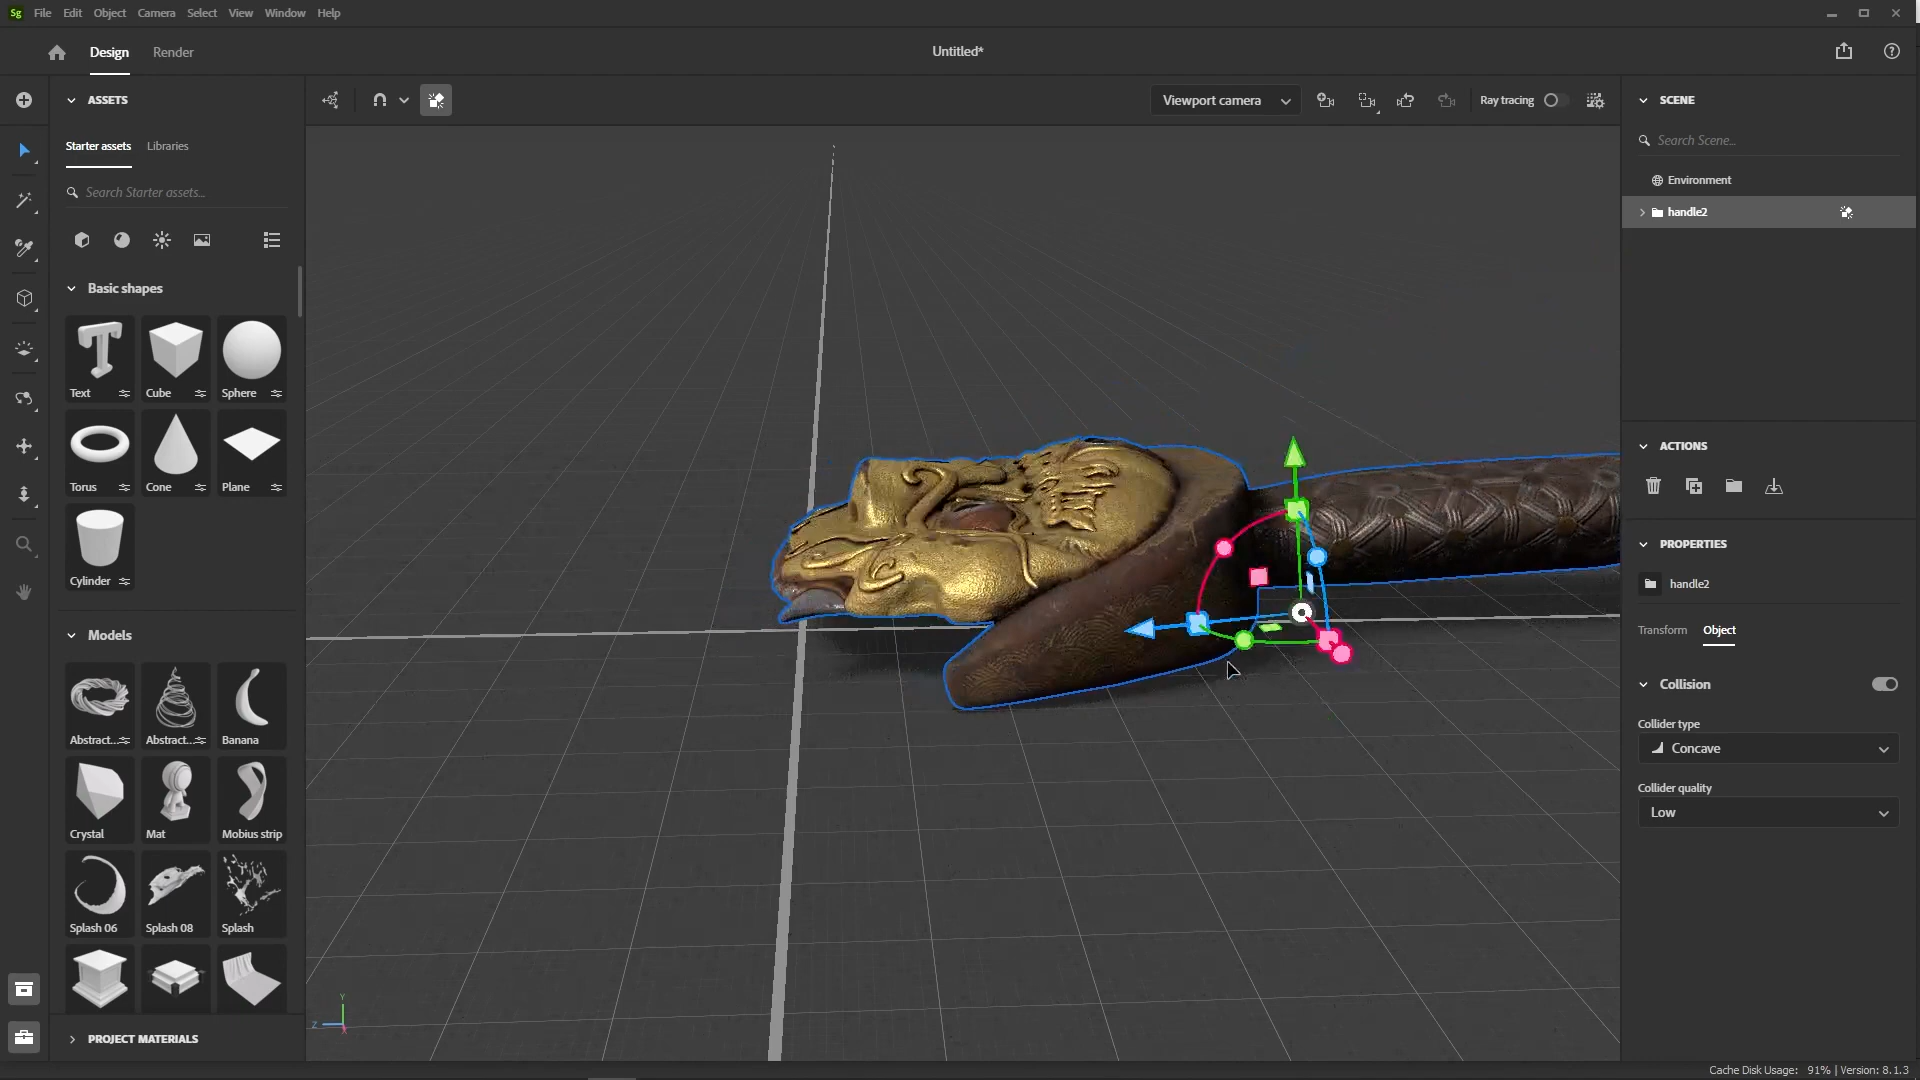 Sg File Edit Object Camera Select View Window Help
Design Render
Untitled*
ASSETS
Starter assets Libraries
Search Starter assets...
Basic shapes
Text Cube Sphere
Torus Cone Plane
Cylinder
Models
Abstract... Abstract... Banana
Crystal Mat Mobius strip
Splash 06 Splash 08 Splash
PROJECT MATERIALS
Viewport camera
Ray tracing
Y
Z
X
SCENE
Search Scene...
Environment
handle2
ACTIONS
PROPERTIES
handle2
Transform Object
Collision
Collider type
Concave
Collider quality
Low
Cache Disk Usage: 91% | Version: 8.1.3